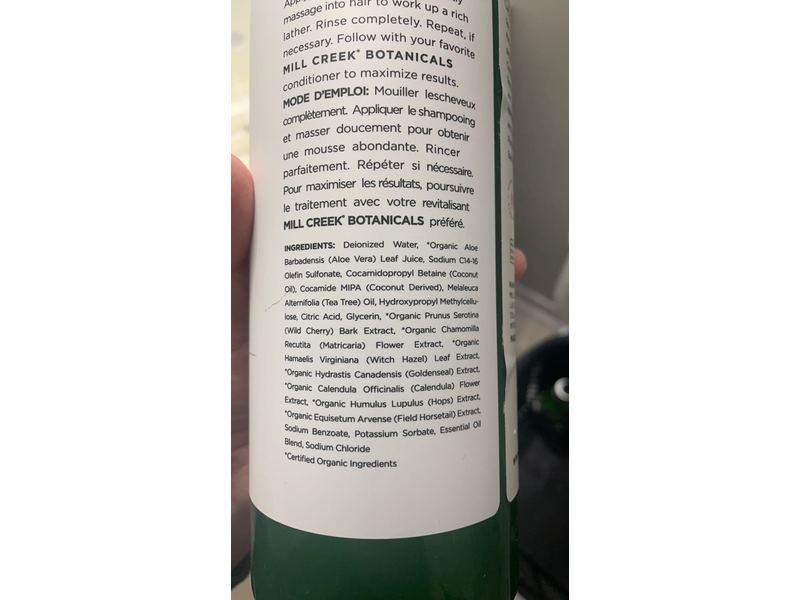 massage into hair to work up a rich
lather. Rinse completely. Repeat, if
necessary. Follow with your favorite
MILL CREEK* BOTANICALS
conditioner to maximize results.
MODE D'EMPLOI: Mouiller lescheveux
complètement. Appliquer le shampooing
et masser doucement pour obtenir
une mousse abondante. Rincer
parfaitement. Répéter si nécessaire.
Pour maximiser les résultats, poursuivre
le traitement avec votre revitalisant
MILL CREEK* BOTANICALS préféré.
INGREDIENTS: Deionized Water, *Organic Aloe
Barbadensis (Aloe Vera) Leaf Juice, Sodium C14-16
Olefin Sulfonate, Cocamidopropyl Betaine (Coconut
Oil), Cocamide MIPA (Coconut Derived), Melaleuca
Alternifolia (Tea Tree) Oil, Hydroxypropyl Methylcellu-
lose, Citric Acid, Glycerin, *Organic Prunus Serotina
(Wild Cherry) Bark Extract, *Organic Chamomilla
Recutita (Matricaria) Flower Extract, *Organic
Hamaelis Virginiana (Witch Hazel) Leaf Extract,
*Organic Hydrastis Canadensis (Goldenseal) Extract,
*Organic Calendula Officinalis (Calendula) Flower
Extract, *Organic Humulus Lupulus (Hops) Extract,
*Organic Equisetum Arvense (Field Horsetail) Extract,
Sodium Benzoate, Potassium Sorbate, Essential Oil
Blend, Sodium Chloride
*Certified Organic Ingredients